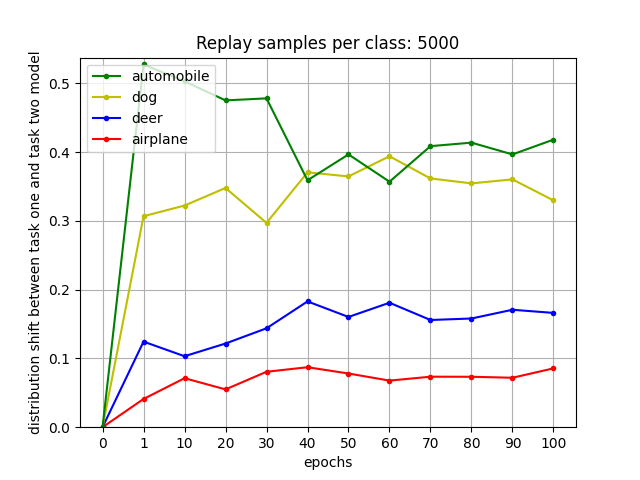 Replay samples per class: 5000
automobile
dog
deer
airplane
distribution shift between task one and task two model
0.5
0.4
0.3
0.2
0.1
0.0
0 1 10 20 30 40 50 60 70 80 90 100
epochs